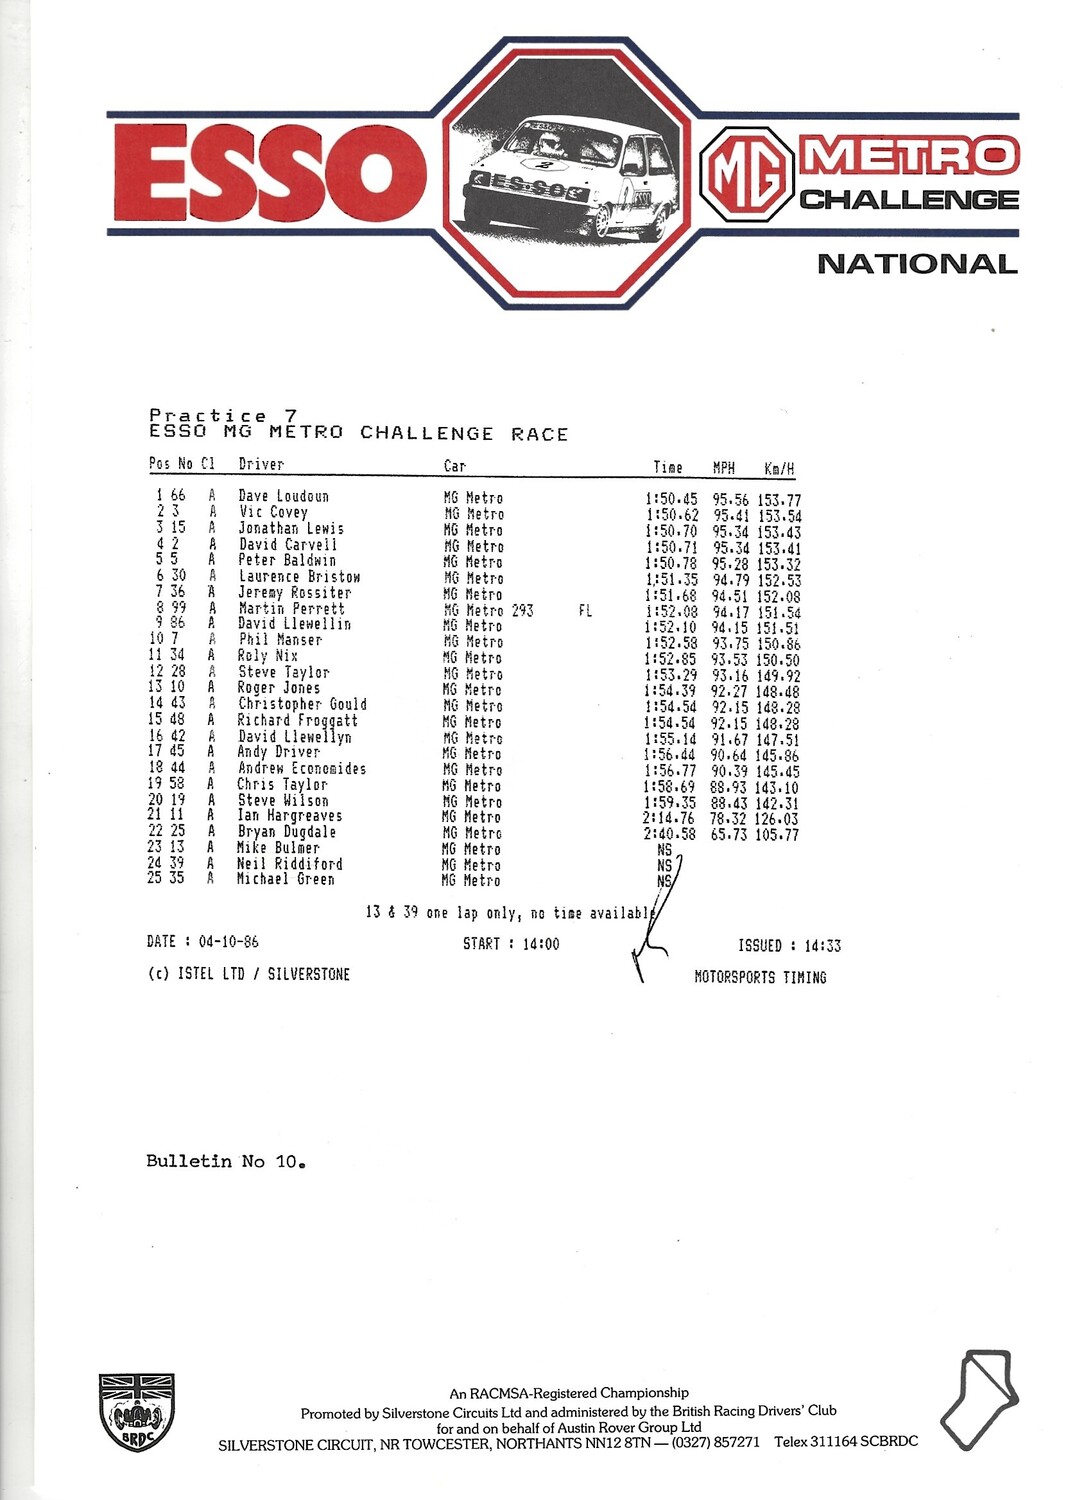 ESSO
MG
METRO
CHALLENGE
NATIONAL
ESSO
2
ESSO
Practice 7
ESSO MG METRO CHALLENGE RACE
Pos No Cl Driver Car Time MPH Km/H
1 66 A Dave Loudoun MG Metro 1:50.45 95.56 153.77
2 3 A Vic Covey MG Metro 1:50.62 95.41 153.54
3 15 A Jonathan Lewis MG Metro 1:50.70 95.34 153.43
4 2 A David Carvell MG Metro 1:50.71 95.34 153.41
5 5 A Peter Baldwin MG Metro 1:50.78 95.28 153.32
6 30 A Laurence Bristow MG Metro 1:51.35 94.79 152.53
7 36 A Jeremy Rossiter MG Metro 1:51.68 94.51 152.08
8 99 A Martin Perrett MG Metro 293 FL 1:52.08 94.17 151.54
9 86 A David Llewellin MG Metro 1:52.10 94.15 151.51
10 7 A Phil Manser MG Metro 1:52.58 93.75 150.86
11 34 A Roly Nix MG Metro 1:52.85 93.53 150.50
12 28 A Steve Taylor MG Metro 1:53.29 93.16 149.92
13 10 A Roger Jones MG Metro 1:54.39 92.27 148.48
14 43 A Christopher Gould MG Metro 1:54.54 92.15 148.28
15 48 A Richard Froggatt MG Metro 1:54.54 92.15 148.28
16 42 A David Llewellyn MG Metro 1:55.14 91.67 147.51
17 45 A Andy Driver MG Metro 1:56.44 90.64 145.86
18 44 A Andrew Economides MG Metro 1:56.77 90.39 145.45
19 58 A Chris Taylor MG Metro 1:58.69 88.93 143.10
20 19 A Steve Wilson MG Metro 1:59.35 88.43 142.31
21 11 A Ian Hargreaves MG Metro 2:14.76 78.32 126.03
22 25 A Bryan Dugdale MG Metro 2:40.58 65.73 105.77
23 13 A Mike Bulmer MG Metro NS
24 39 A Neil Riddiford MG Metro NS
25 35 A Michael Green MG Metro NS
13 & 39 one lap only, no time available
DATE : 04-10-86 START : 14:00 ISSUED : 14:33
(c) ISTEL LTD / SILVERSTONE MOTORSPORTS TIMING
Bulletin No 10.
BRDC
An RACMSA-Registered Championship
Promoted by Silverstone Circuits Ltd and administered by the British Racing Drivers' Club
for and on behalf of Austin Rover Group Ltd
SILVERSTONE CIRCUIT, NR TOWCESTER, NORTHANTS NN12 8TN — (0327) 857271 Telex 311164 SCBRDC